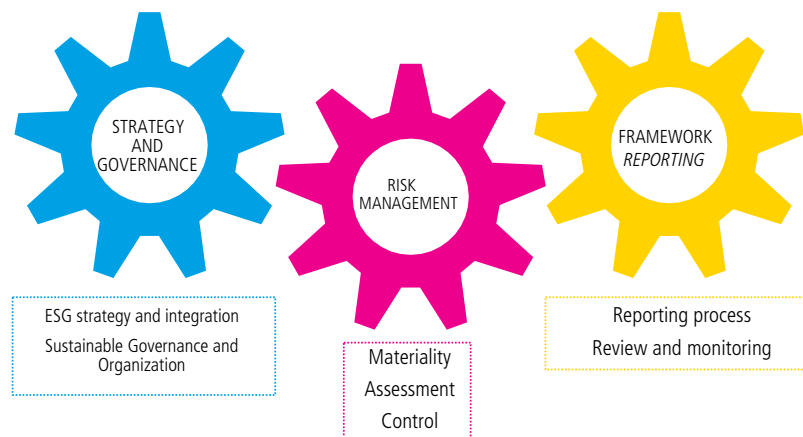 STRATEGY
AND
GOVERNANCE
RISK
MANAGEMENT
FRAMEWORK
REPORTING
ESG strategy and integration
Sustainable Governance and
Organization
Materiality
Assessment
Control
Reporting process
Review and monitoring